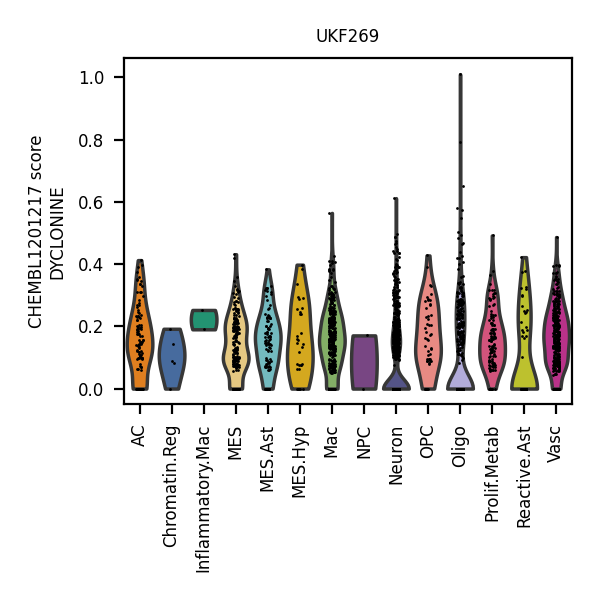 UKF269
CHEMBL1201217 score
DYCLONINE
1.0
0.8
0.6
0.4
0.2
0.0
AC
Chromatin.Reg
Inflammatory.Mac
MES
MES.Ast
MES.Hyp
Mac
NPC
Neuron
OPC
Oligo
Prolif.Metab
Reactive.Ast
Vasc